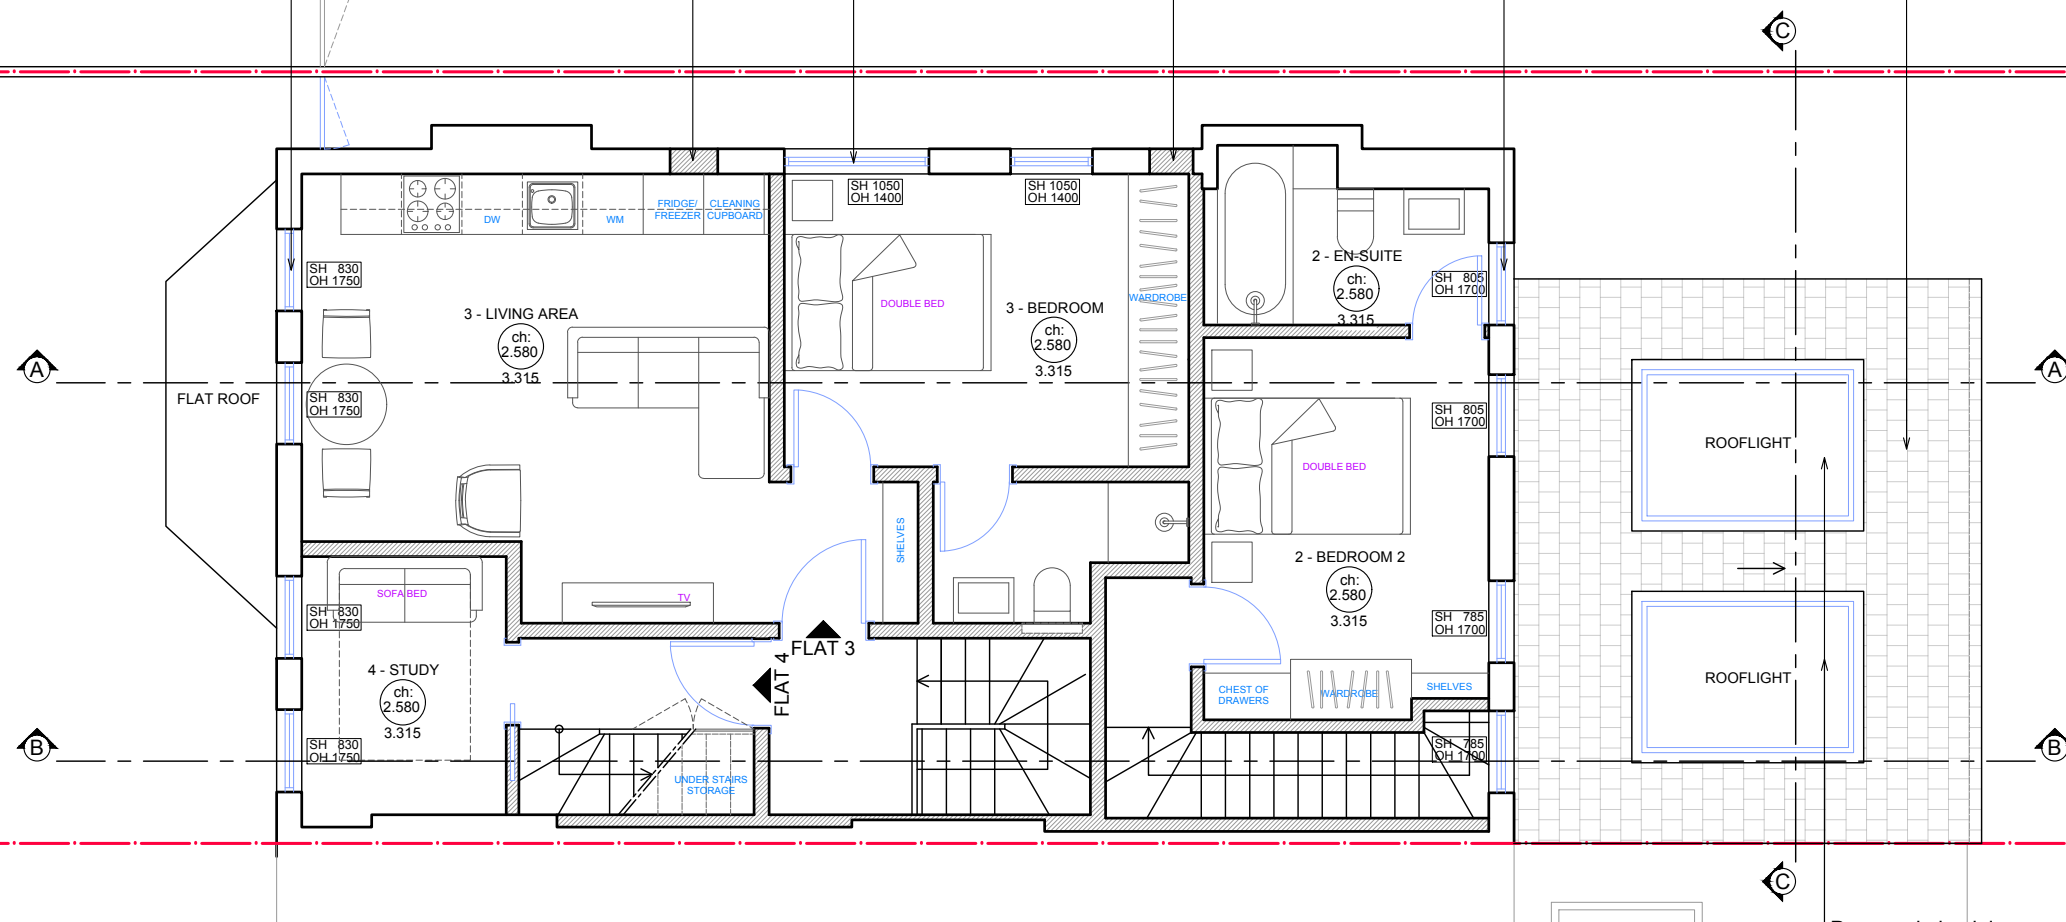 C
SH 1050
OH 1400
SH 1050
OH 1400
FRIDGE/
FREEZER
CLEANING
CUPBOARD
DW
WM
2 - EN-SUITE
ch:
2.580
3.315
SH 830
OH 1750
SH 805
OH 1700
DOUBLE BED
WARDROBE
3 - LIVING AREA
ch:
2.580
3.315
3 - BEDROOM
ch:
2.580
3.315
A
A
FLAT ROOF
SH 830
OH 1750
SH 805
OH 1700
ROOFLIGHT
DOUBLE BED
SHELVES
2 - BEDROOM 2
ch:
2.580
3.315
SOFA BED
TV
SH 830
OH 1750
SH 785
OH 1700
FLAT 3
FLAT 4
4 - STUDY
ch:
2.580
3.315
ROOFLIGHT
CHEST OF
DRAWERS
WARDROBE
SHELVES
B
B
SH 830
OH 1750
SH 785
OH 1700
UNDER STAIRS
STORAGE
C